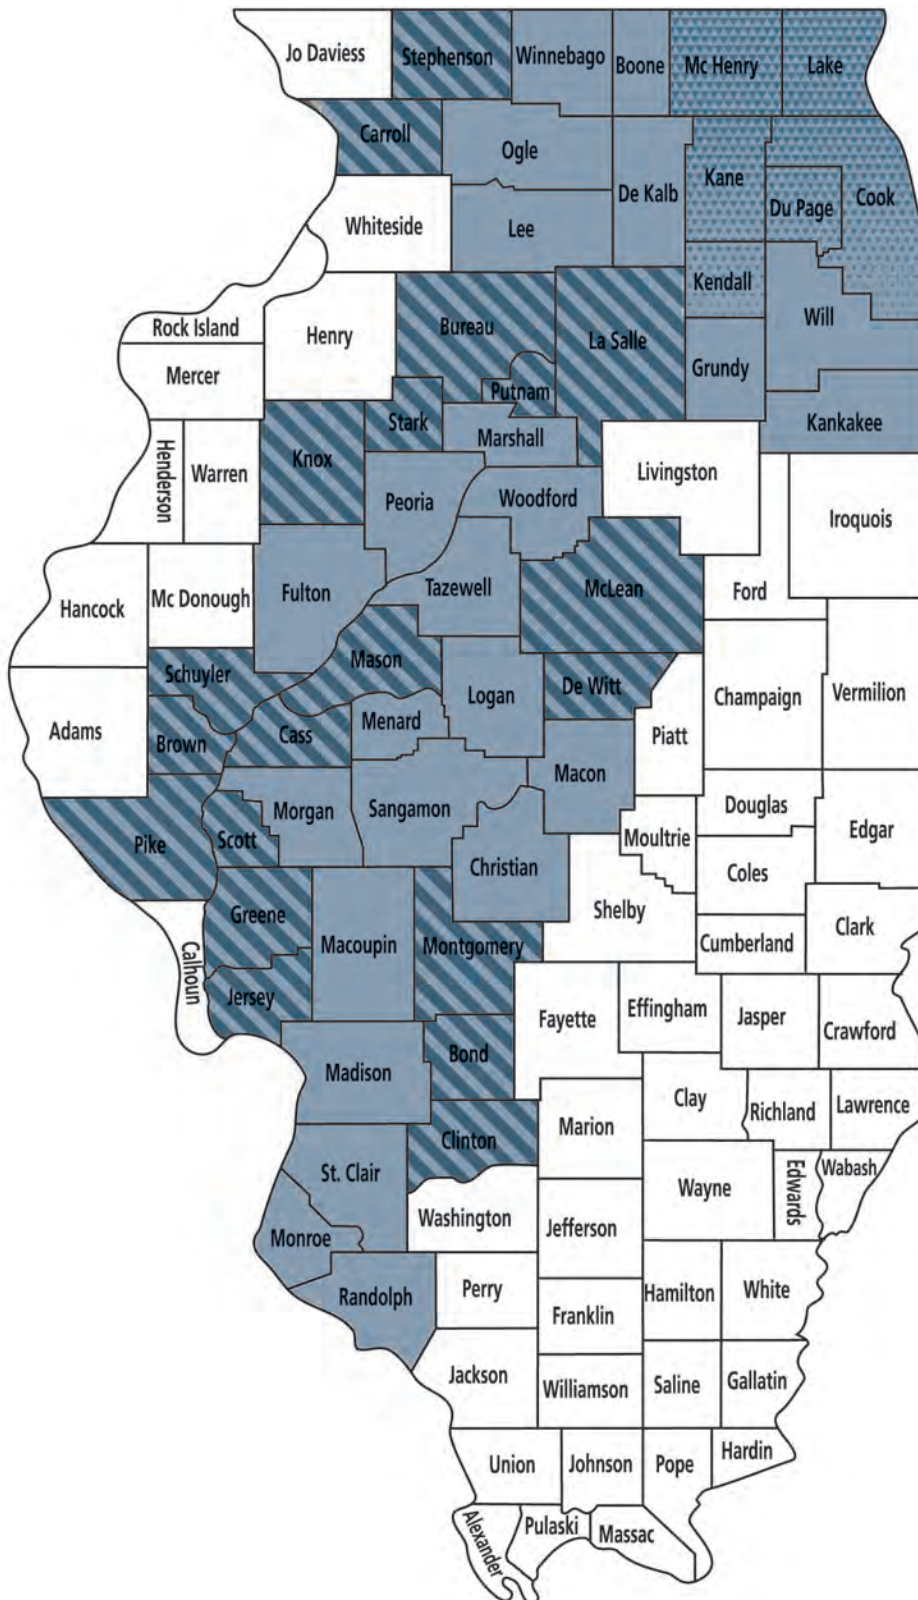 Jo Daviess
Stephenson
Winnebago
Boone
Mc Henry
Lake
Carroll
Ogle
De Kalb
Kane
Du Page
Cook
Whiteside
Lee
Kendall
Rock Island
Henry
Bureau
La Salle
Will
Mercer
Putnam
Grundy
Kankakee
Henderson
Warren
Knox
Stark
Marshall
Livingston
Iroquois
Peoria
Woodford
Hancock
Mc Donough
Fulton
Tazewell
McLean
Ford
Schuyler
Mason
Logan
De Witt
Champaign
Vermilion
Adams
Brown
Cass
Menard
Piatt
Macon
Pike
Scott
Morgan
Sangamon
Christian
Moultrie
Douglas
Edgar
Coles
Greene
Macoupin
Montgomery
Shelby
Cumberland
Clark
Calhoun
Jersey
Fayette
Effingham
Jasper
Crawford
Madison
Bond
Clay
Richland
Lawrence
Clinton
Marion
St. Clair
Wayne
Edwards
Wabash
Monroe
Washington
Jefferson
Randolph
Perry
Franklin
Hamilton
White
Jackson
Williamson
Saline
Gallatin
Union
Johnson
Pope
Hardin
Alexander
Pulaski
Massac